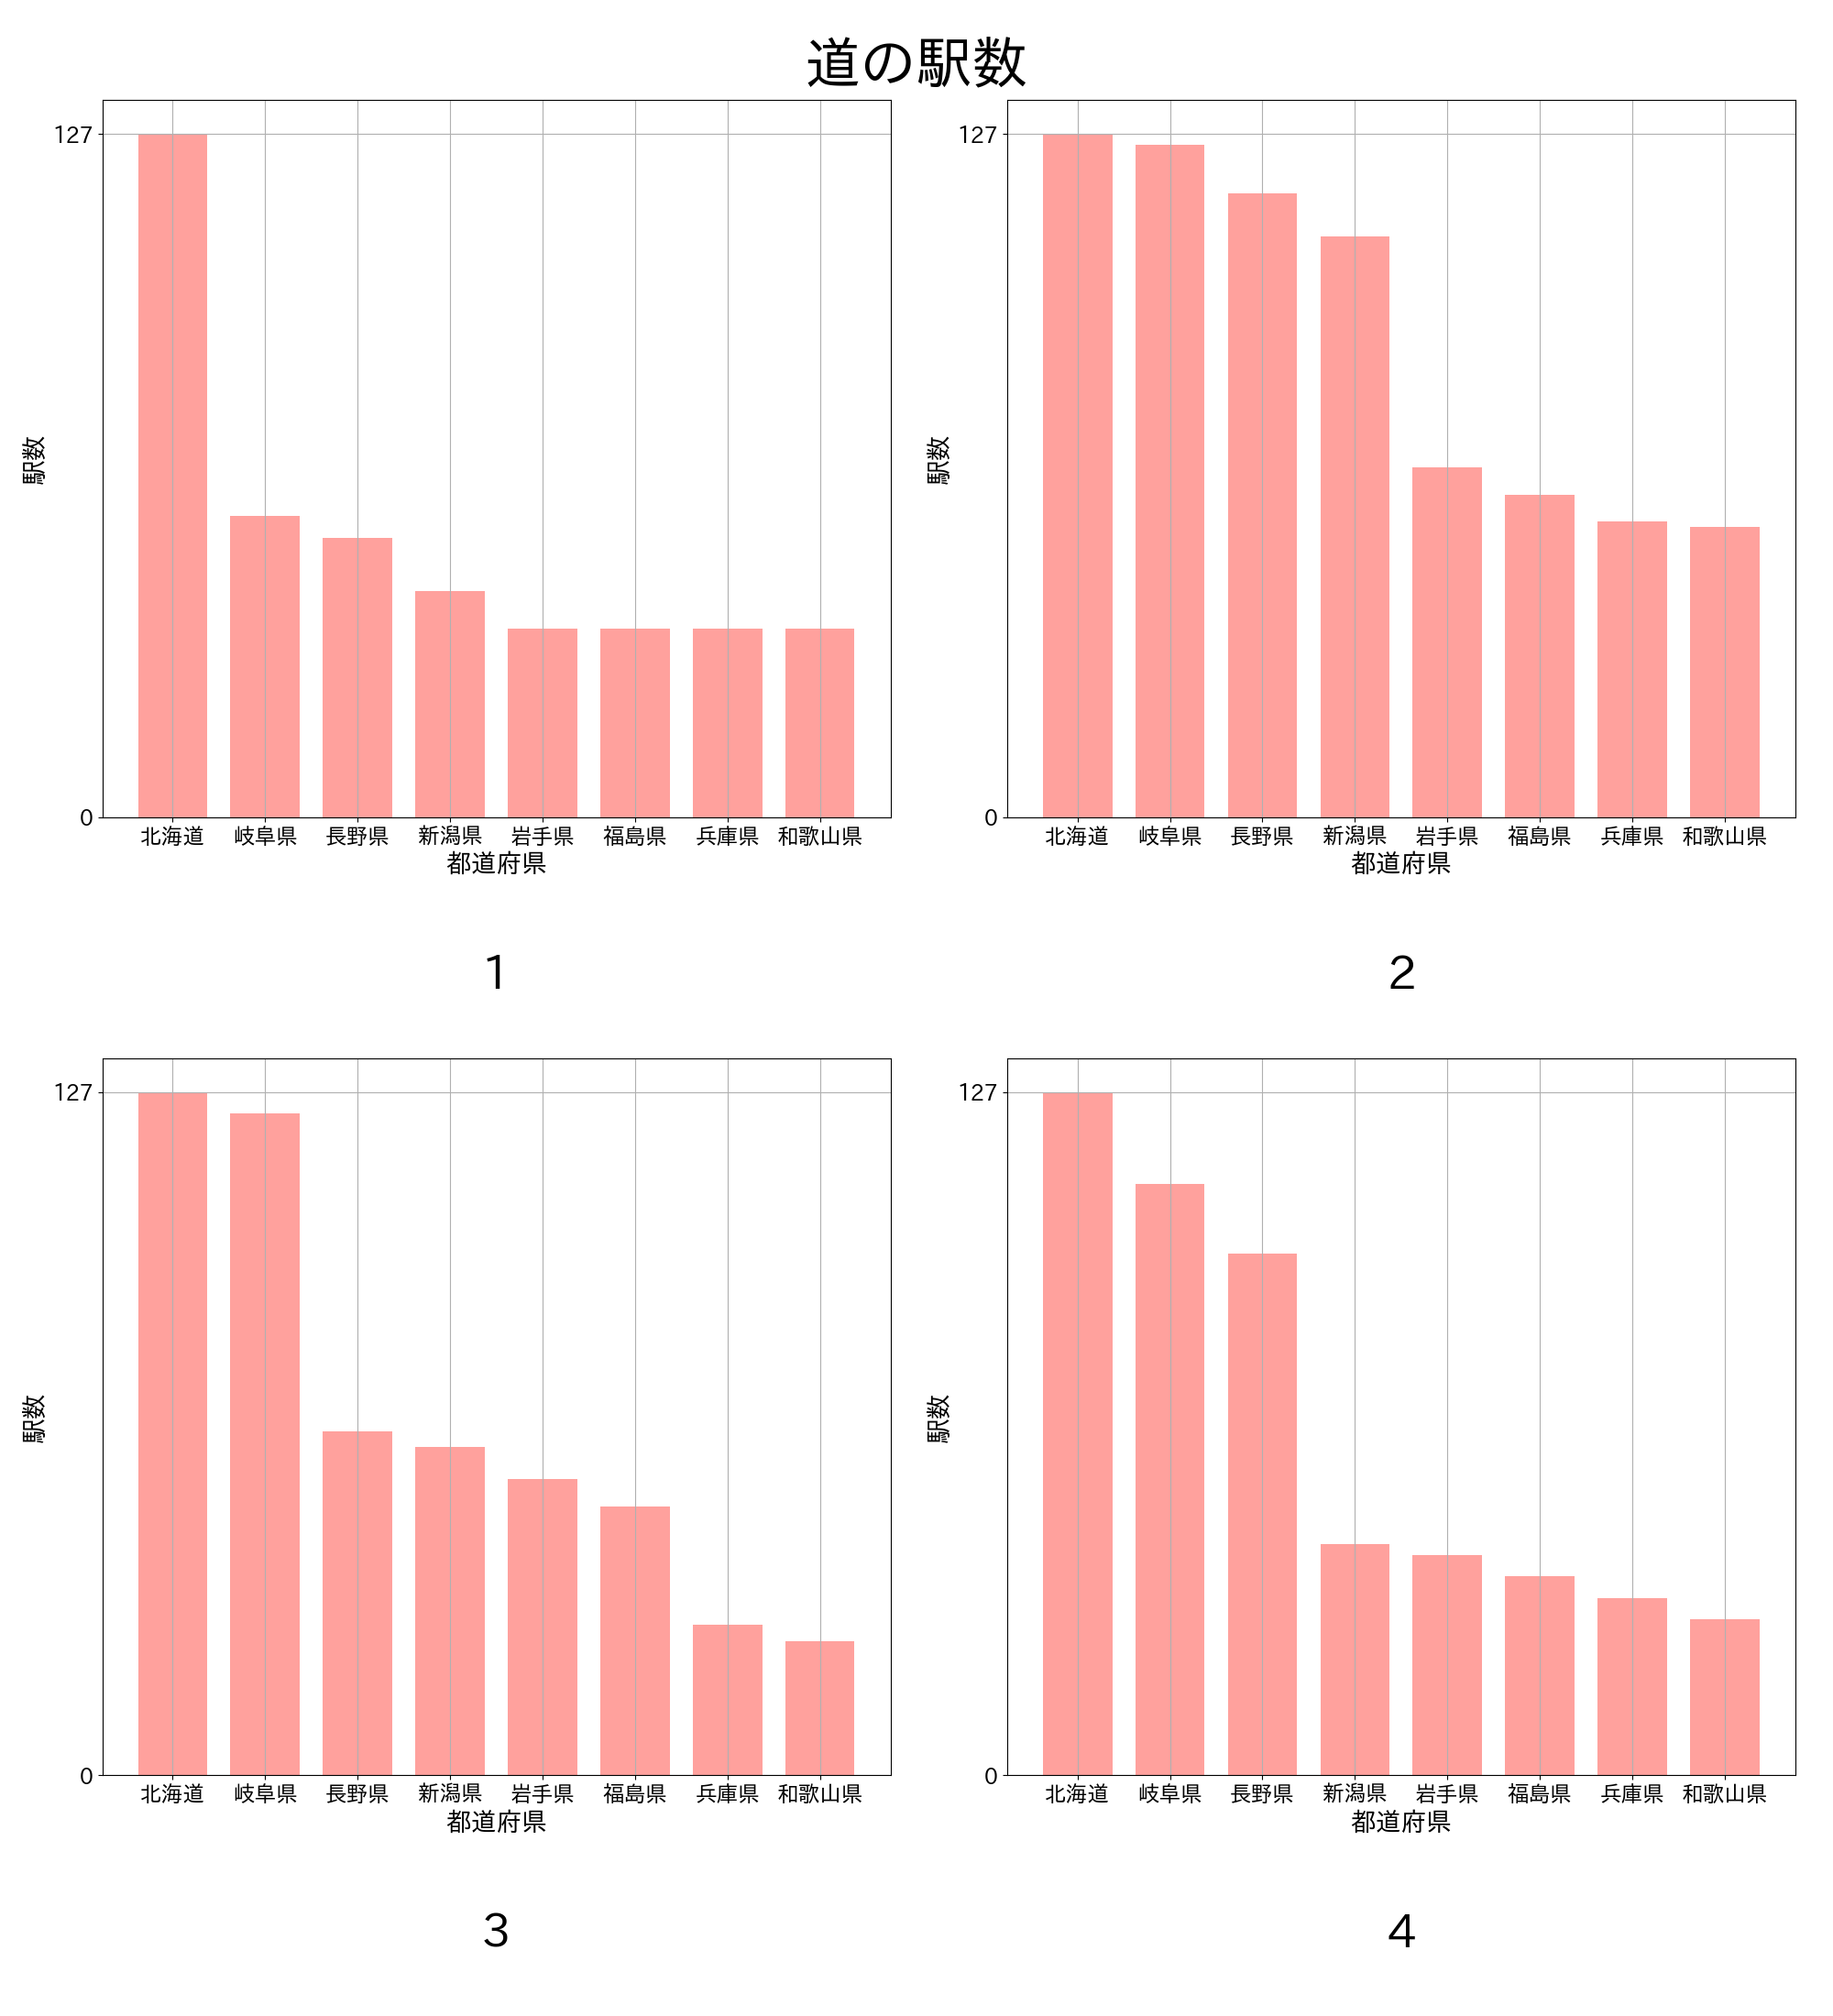 道の駅数
127
0
駅数
北海道 岐阜県 長野県 新潟県 岩手県 福島県 兵庫県 和歌山県
都道府県
1
127
0
駅数
北海道 岐阜県 長野県 新潟県 岩手県 福島県 兵庫県 和歌山県
都道府県
2
127
0
駅数
北海道 岐阜県 長野県 新潟県 岩手県 福島県 兵庫県 和歌山県
都道府県
3
127
0
駅数
北海道 岐阜県 長野県 新潟県 岩手県 福島県 兵庫県 和歌山県
都道府県
4